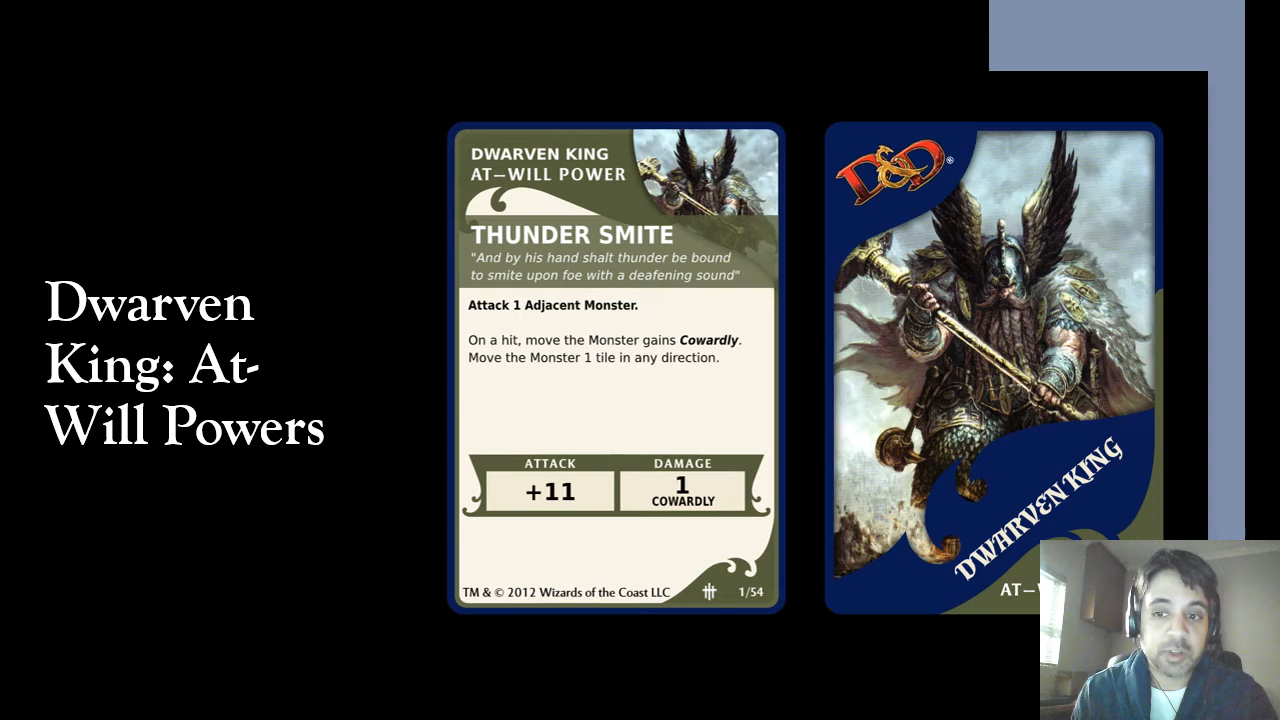 Dwarven
King: At-
Will Powers
DWARVEN KING
AT—WILL POWER
THUNDER SMITE
"And by his hand shalt thunder be bound
to smite upon foe with a deafening sound"
Attack 1 Adjacent Monster.
On a hit, move the Monster gains Cowardly.
Move the Monster 1 tile in any direction.
ATTACK
+11
DAMAGE
1
COWARDLY
TM & © 2012 Wizards of the Coast LLC
1/54
D&D®
DWARVEN KING